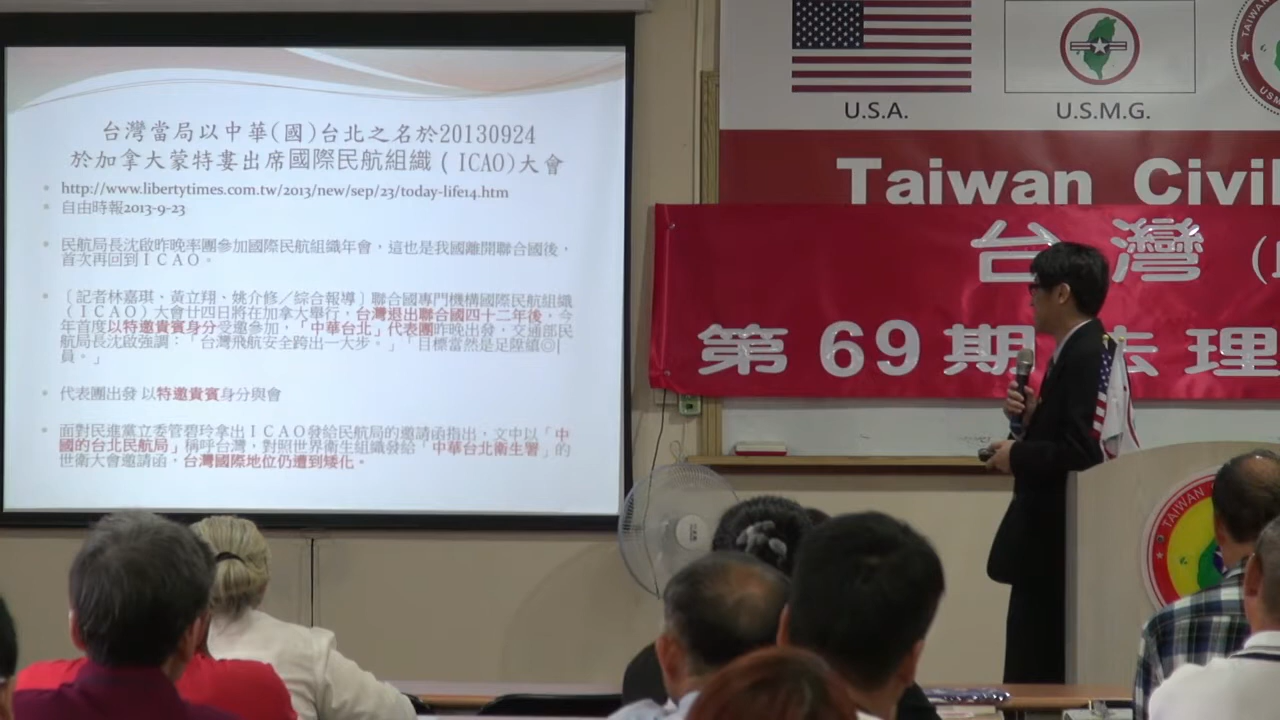 台灣當局以中華(國)台北之名於20130924
於加拿大蒙特婁出席國際民航組織（ICAO)大會
http://www.libertytimes.com.tw/2013/new/sep/23/today-life14.htm
自由時報2013-9-23
民航局長沈啟昨晚率團參加國際民航組織年會，這也是我國離開聯合國後，
首次再回到ＩＣＡＯ。
〔記者林嘉琪、黃立翔、姚介修／綜合報導〕聯合國專門機構國際民航組織
（ＩＣＡＯ）大會廿四日將在加拿大舉行，台灣退出聯合國四十二年後，今
年首度以特邀貴賓身分受邀參加，「中華台北」代表團昨晚出發，交通部民
航局長沈啟強調：「台灣飛航安全跨出一大步。」「目標當然是
員。」
代表團出發 以特邀貴賓身分與會
面對民進黨立委管碧玲拿出ＩＣＡＯ發給民航局的邀請函指出，文中以「中
國的台北民航局」稱呼台灣，對照世界衛生組織發給「中華台北衛生署」的
世衛大會邀請函，台灣國際地位仍遭到矮化。
U.S.A.
U.S.M.G.
Taiwan Civil
台灣
第69期法理
TAIWAN